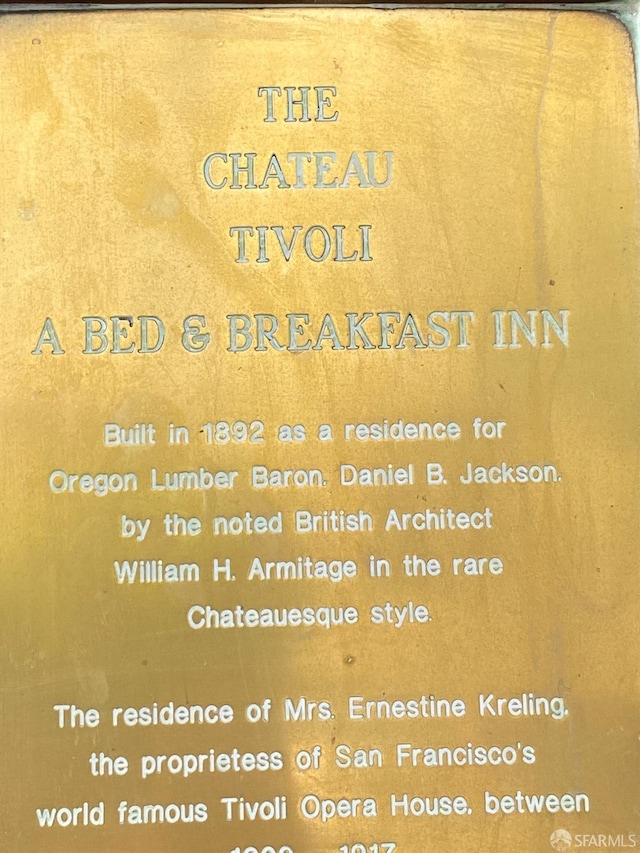 THE
CHATEAU
TIVOLI
A BED & BREAKFAST INN
Built in 1892 as a residence for
Oregon Lumber Baron, Daniel B. Jackson,
by the noted British Architect
William H. Armitage in the rare
Chateauesque style.
The residence of Mrs. Ernestine Kreling,
the proprietess of San Francisco's
world famous Tivoli Opera House, between
1917
SFARMLS